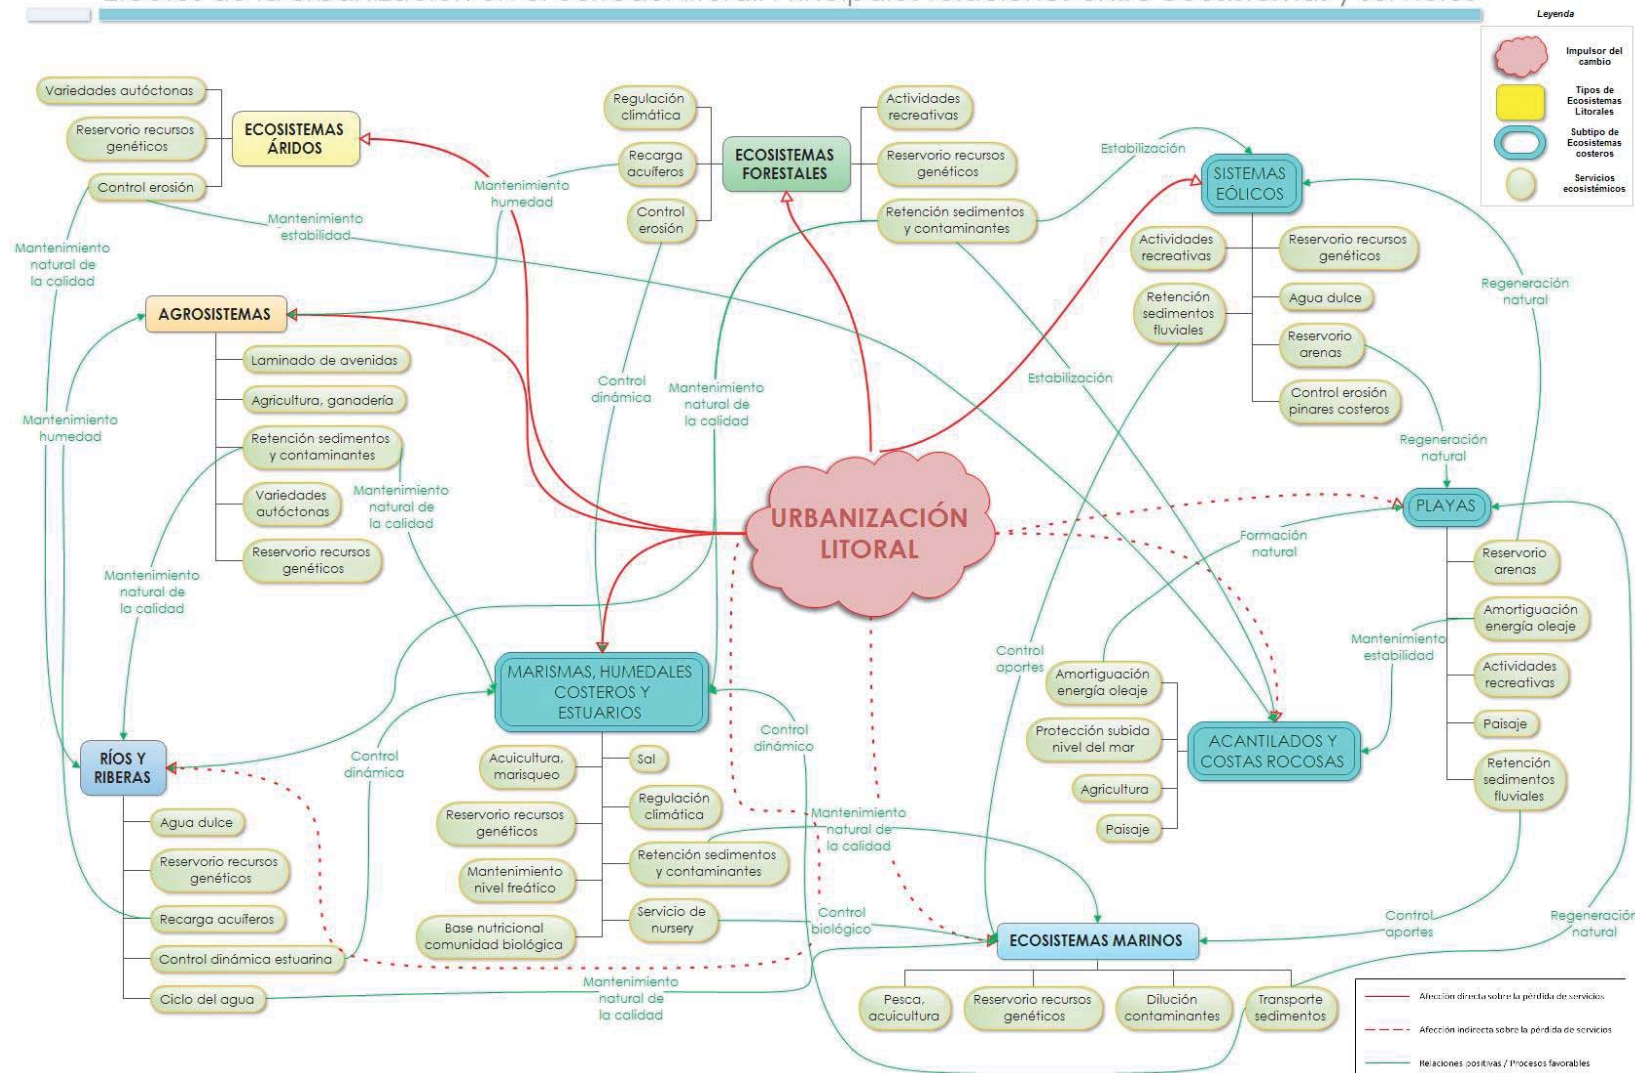 Leyenda
Impulsor del
cambio
Tipos de
Ecosistemas
Litorales
Subtipo de
Ecosistemas
costeros
Servicios
ecosistémicos
Variedades autóctonas
Reservorio recursos
genéticos
Control erosión
ECOSISTEMAS
ÁRIDOS
Regulación
climática
Recarga
acuíferos
Control
erosión
ECOSISTEMAS
FORESTALES
Actividades
recreativas
Reservorio recursos
genéticos
Retención sedimentos
y contaminantes
Estabilización
SISTEMAS
EÓLICOS
Actividades
recreativas
Retención
sedimentos
fluviales
Reservorio recursos
genéticos
Agua dulce
Reservorio
arenas
Control erosión
pinares costeros
Regeneración
natural
Mantenimiento
humedad
Mantenimiento
estabilidad
Mantenimiento
natural de
la calidad
AGROSISTEMAS
Laminado de avenidas
Agricultura, ganadería
Retención sedimentos
y contaminantes
Variedades
autóctonas
Reservorio recursos
genéticos
Mantenimiento
humedad
Mantenimiento
natural de
la calidad
Mantenimiento
natural de
la calidad
Control
dinámica
Mantenimiento
natural de
la calidad
Estabilización
Regeneración
natural
URBANIZACIÓN
LITORAL
PLAYAS
Formación
natural
Reservorio
arenas
Amortiguación
energía oleaje
Actividades
recreativas
Paisaje
Retención
sedimentos
fluviales
Mantenimiento
estabilidad
Control
aportes
Amortiguación
energía oleaje
Protección subida
nivel del mar
Agricultura
Paisaje
ACANTILADOS Y
COSTAS ROCOSAS
MARISMAS, HUMEDALES
COSTEROS Y
ESTUARIOS
Acuicultura,
marisqueo
Reservorio recursos
genéticos
Mantenimiento
nivel freático
Base nutricional
comunidad biológica
Sal
Regulación
climática
Retención sedimentos
y contaminantes
Servicio de
nursery
Control
dinámico
Control
dinámica
RÍOS Y
RIBERAS
Agua dulce
Reservorio recursos
genéticos
Recarga acuíferos
Control dinámica estuarina
Ciclo del agua
Mantenimiento
natural de
la calidad
Control
biológico
Mantenimiento
natural de
la calidad
ECOSISTEMAS MARINOS
Pesca,
acuicultura
Reservorio recursos
genéticos
Dilución
contaminantes
Transporte
sedimentos
Control
aportes
Regeneración
natural
Afección directa sobre la pérdida de servicios
Afección indirecta sobre la pérdida de servicios
Relaciones positivas / Procesos favorables